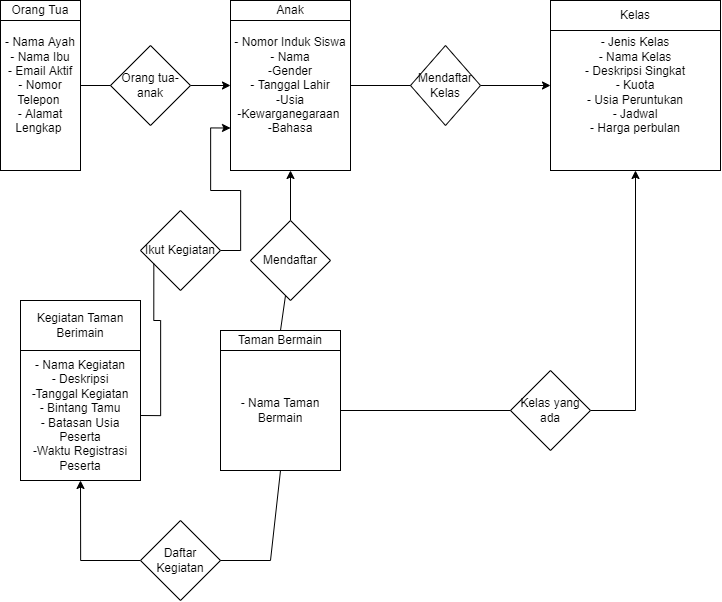 Orang Tua
- Nama Ayah
- Nama Ibu
- Email Aktif
- Nomor
Telepon
- Alamat
Lengkap
Orang tua-
anak
Anak
- Nomor Induk Siswa
- Nama
-Gender
- Tanggal Lahir
-Usia
-Kewarganegaraan
-Bahasa
Mendaftar
Kelas
Kelas
- Jenis Kelas
- Nama Kelas
- Deskripsi Singkat
- Kuota
- Usia Peruntukan
- Jadwal
- Harga perbulan
Ikut Kegiatan
Mendaftar
Kegiatan Taman
Berimain
- Nama Kegiatan
- Deskripsi
-Tanggal Kegiatan
- Bintang Tamu
- Batasan Usia
Peserta
-Waktu Registrasi
Peserta
Taman Bermain
- Nama Taman
Bermain
Kelas yang
ada
Daftar
Kegiatan